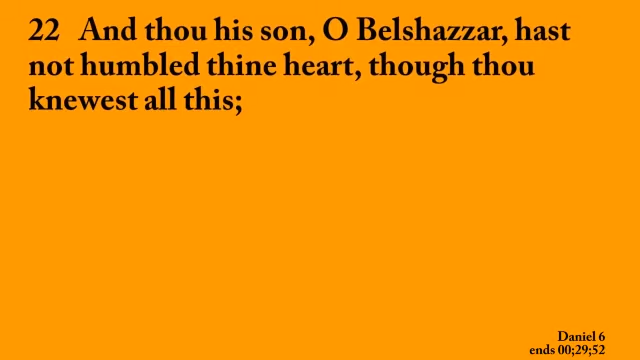 22 And thou his son, O Belshazzar, hast
not humbled thine heart, though thou
knewest all this;
Daniel 6
ends 00;29;52